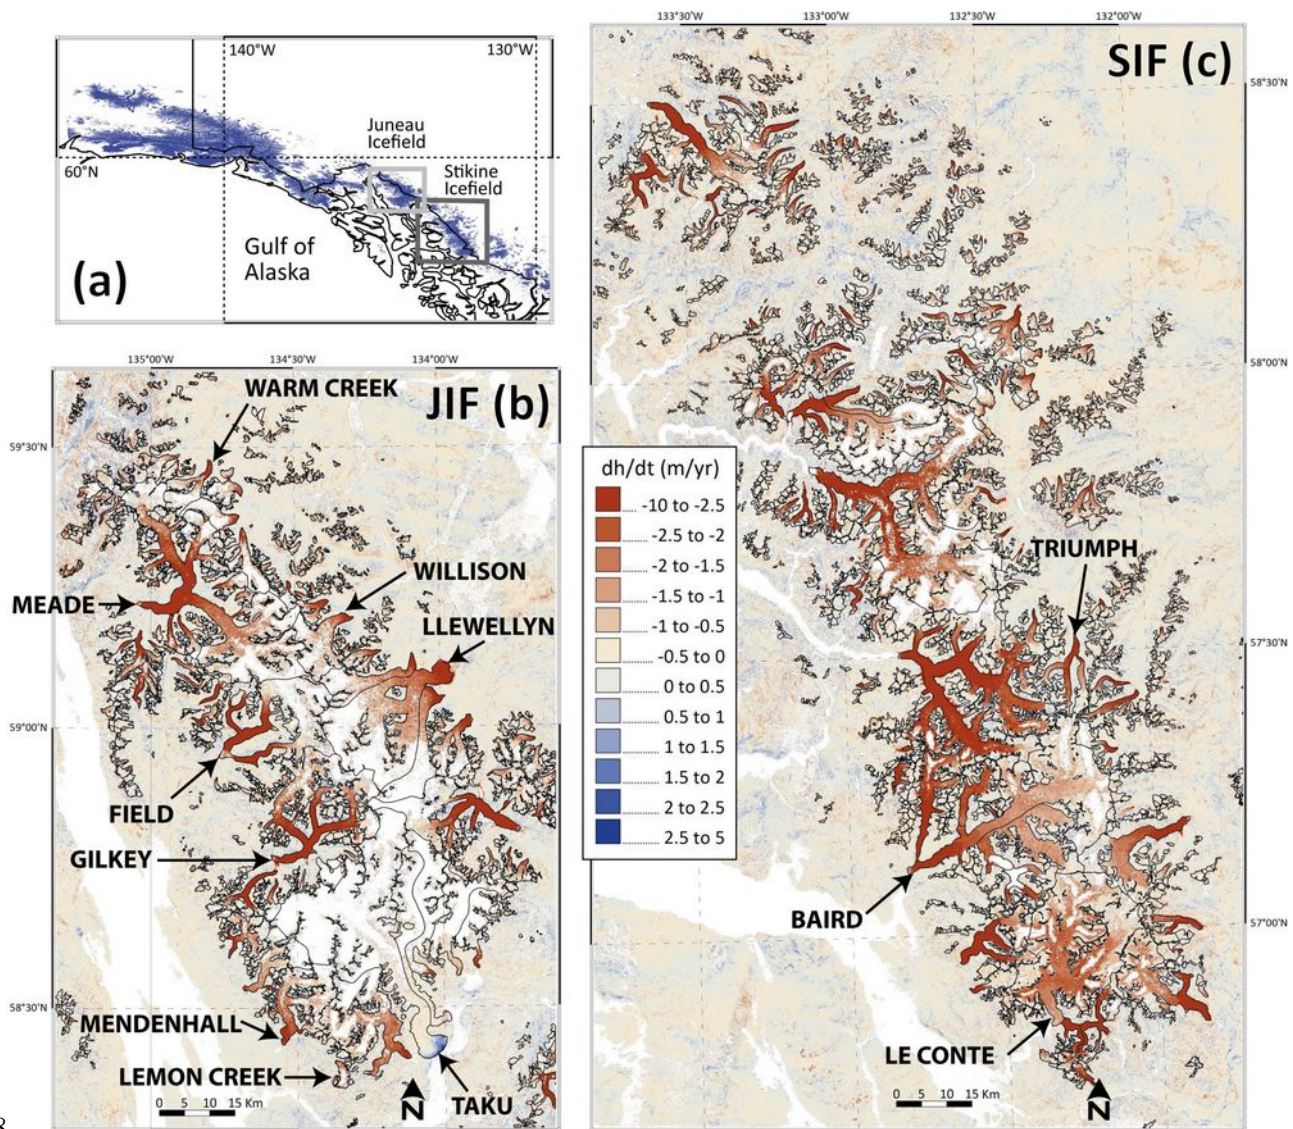 140°W
130°W
Juneau
Icefield
Stikine
Icefield
60°N
Gulf of
Alaska
(a)
135°00'W
134°30'W
134°00'W
JIF (b)
WARM CREEK
59°30'N
WILLISON
MEADE
LLEWELLYN
59°00'N
FIELD
GILKEY
58°30'N
MENDENHALL
LEMON CREEK
TAKU
0 5 10 15 Km
N
133°30'W
133°00'W
132°30'W
132°00'W
SIF (c)
58°30'N
58°00'N
dh/dt (m/yr)
-10 to -2.5
-2.5 to -2
-2 to -1.5
-1.5 to -1
-1 to -0.5
-0.5 to 0
0 to 0.5
0.5 to 1
1 to 1.5
1.5 to 2
2 to 2.5
2.5 to 5
TRIUMPH
57°30'N
BAIRD
57°00'N
LE CONTE
0 5 10 15 Km
N